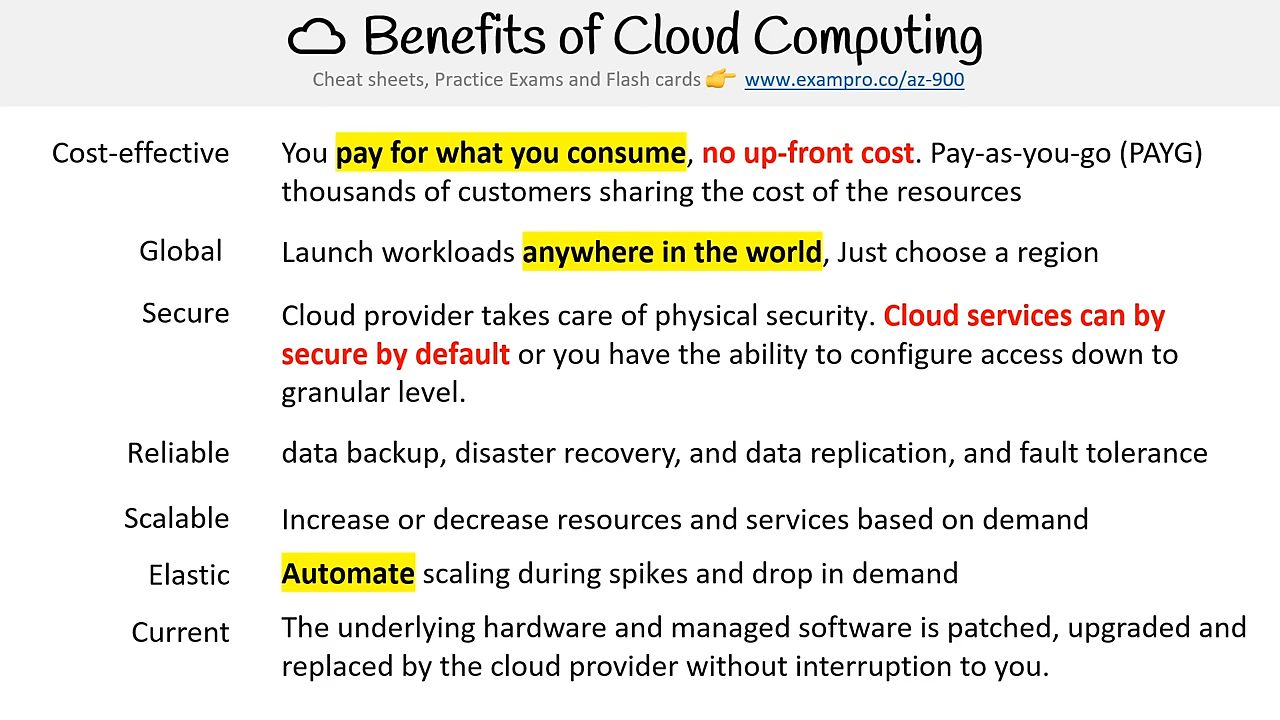 Benefits of Cloud Computing
Cheat sheets, Practice Exams and Flash cards 👉 www.exampro.co/az-900
Cost-effective You pay for what you consume, no up-front cost. Pay-as-you-go (PAYG)
thousands of customers sharing the cost of the resources
Global Launch workloads anywhere in the world, Just choose a region
Secure Cloud provider takes care of physical security. Cloud services can by
secure by default or you have the ability to configure access down to
granular level.
Reliable data backup, disaster recovery, and data replication, and fault tolerance
Scalable Increase or decrease resources and services based on demand
Elastic Automate scaling during spikes and drop in demand
Current The underlying hardware and managed software is patched, upgraded and
replaced by the cloud provider without interruption to you.